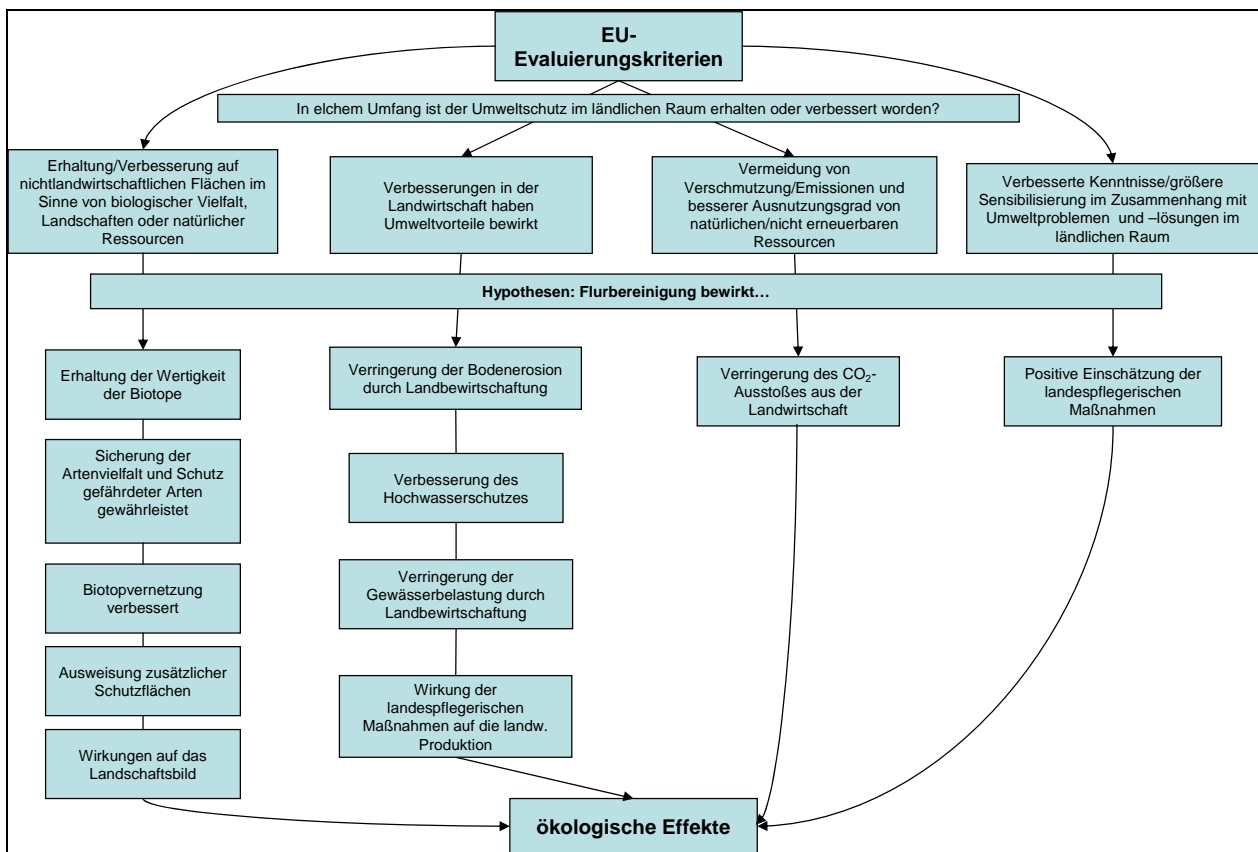 EU-
Evaluierungskriterien
In elchem Umfang ist der Umweltschutz im ländlichen Raum erhalten oder verbessert worden?
Erhaltung/Verbesserung auf
nichtlandwirtschaftlichen Flächen im
Sinne von biologischer Vielfalt,
Landschaften oder natürlicher
Ressourcen
Verbesserungen in der
Landwirtschaft haben
Umweltvorteile bewirkt
Vermeidung von
Verschmutzung/Emissionen und
besserer Ausnutzungsgrad von
natürlichen/nicht erneuerbaren
Ressourcen
Verbesserte Kenntnisse/größere
Sensibilisierung im Zusammenhang mit
Umweltproblemen und –lösungen im
ländlichen Raum
Hypothesen: Flurbereinigung bewirkt…
Erhaltung der Wertigkeit
der Biotope
Sicherung der
Artenvielfalt und Schutz
gefährdeter Arten
gewährleistet
Biotopvernetzung
verbessert
Ausweisung zusätzlicher
Schutzflächen
Wirkungen auf das
Landschaftsbild
Verringerung der Bodenerosion
durch Landbewirtschaftung
Verbesserung des
Hochwasserschutzes
Verringerung der
Gewässerbelastung durch
Landbewirtschaftung
Wirkung der
landespflegerischen
Maßnahmen auf die landw.
Produktion
Verringerung des CO₂-
Ausstoßes aus der
Landwirtschaft
Positive Einschätzung der
landespflegerischen
Maßnahmen
ökologische Effekte